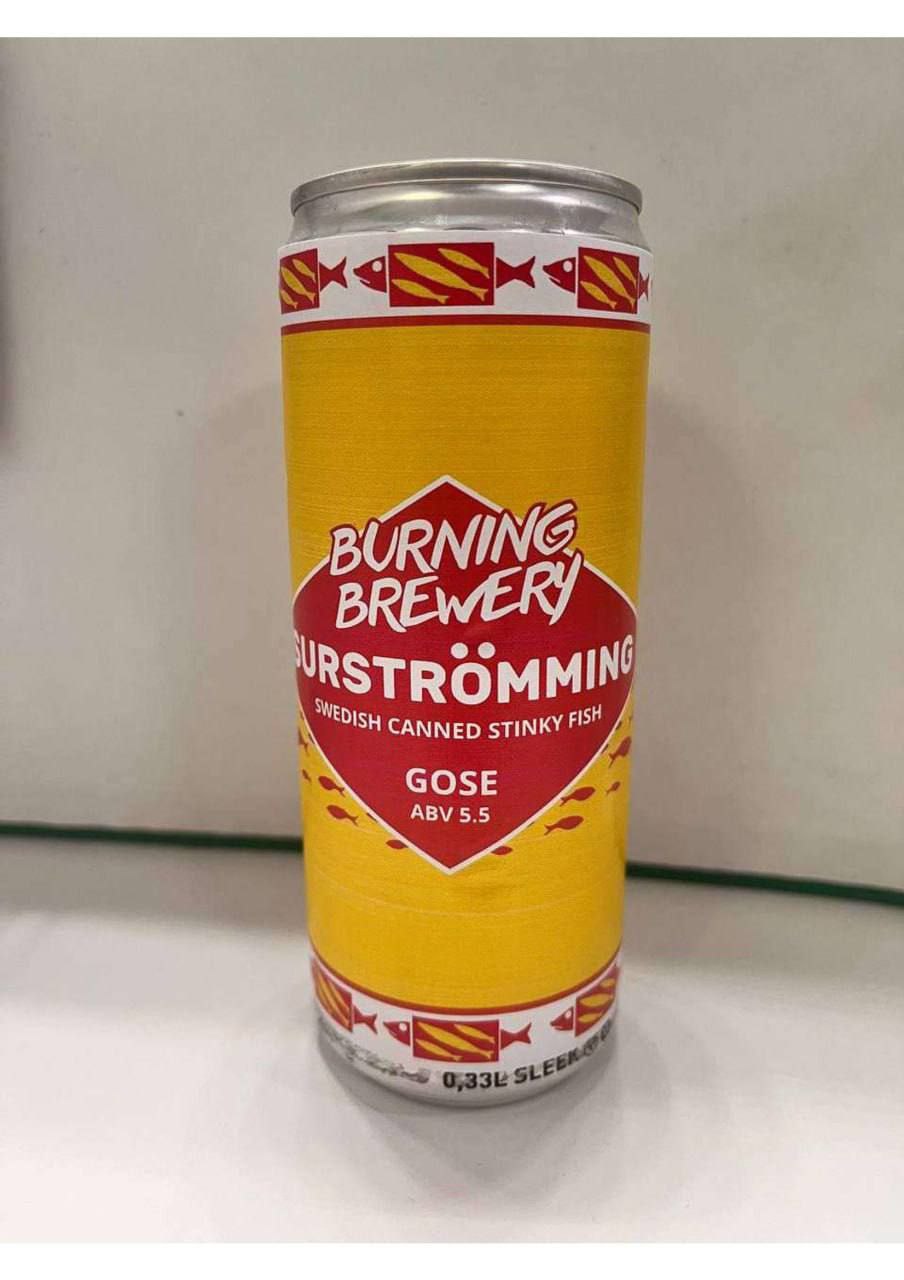 BURNING
BREWERY
SURSTRÖMMING
SWEDISH CANNED STINKY FISH
GOSE
ABV 5.5
0,33L SLEEK